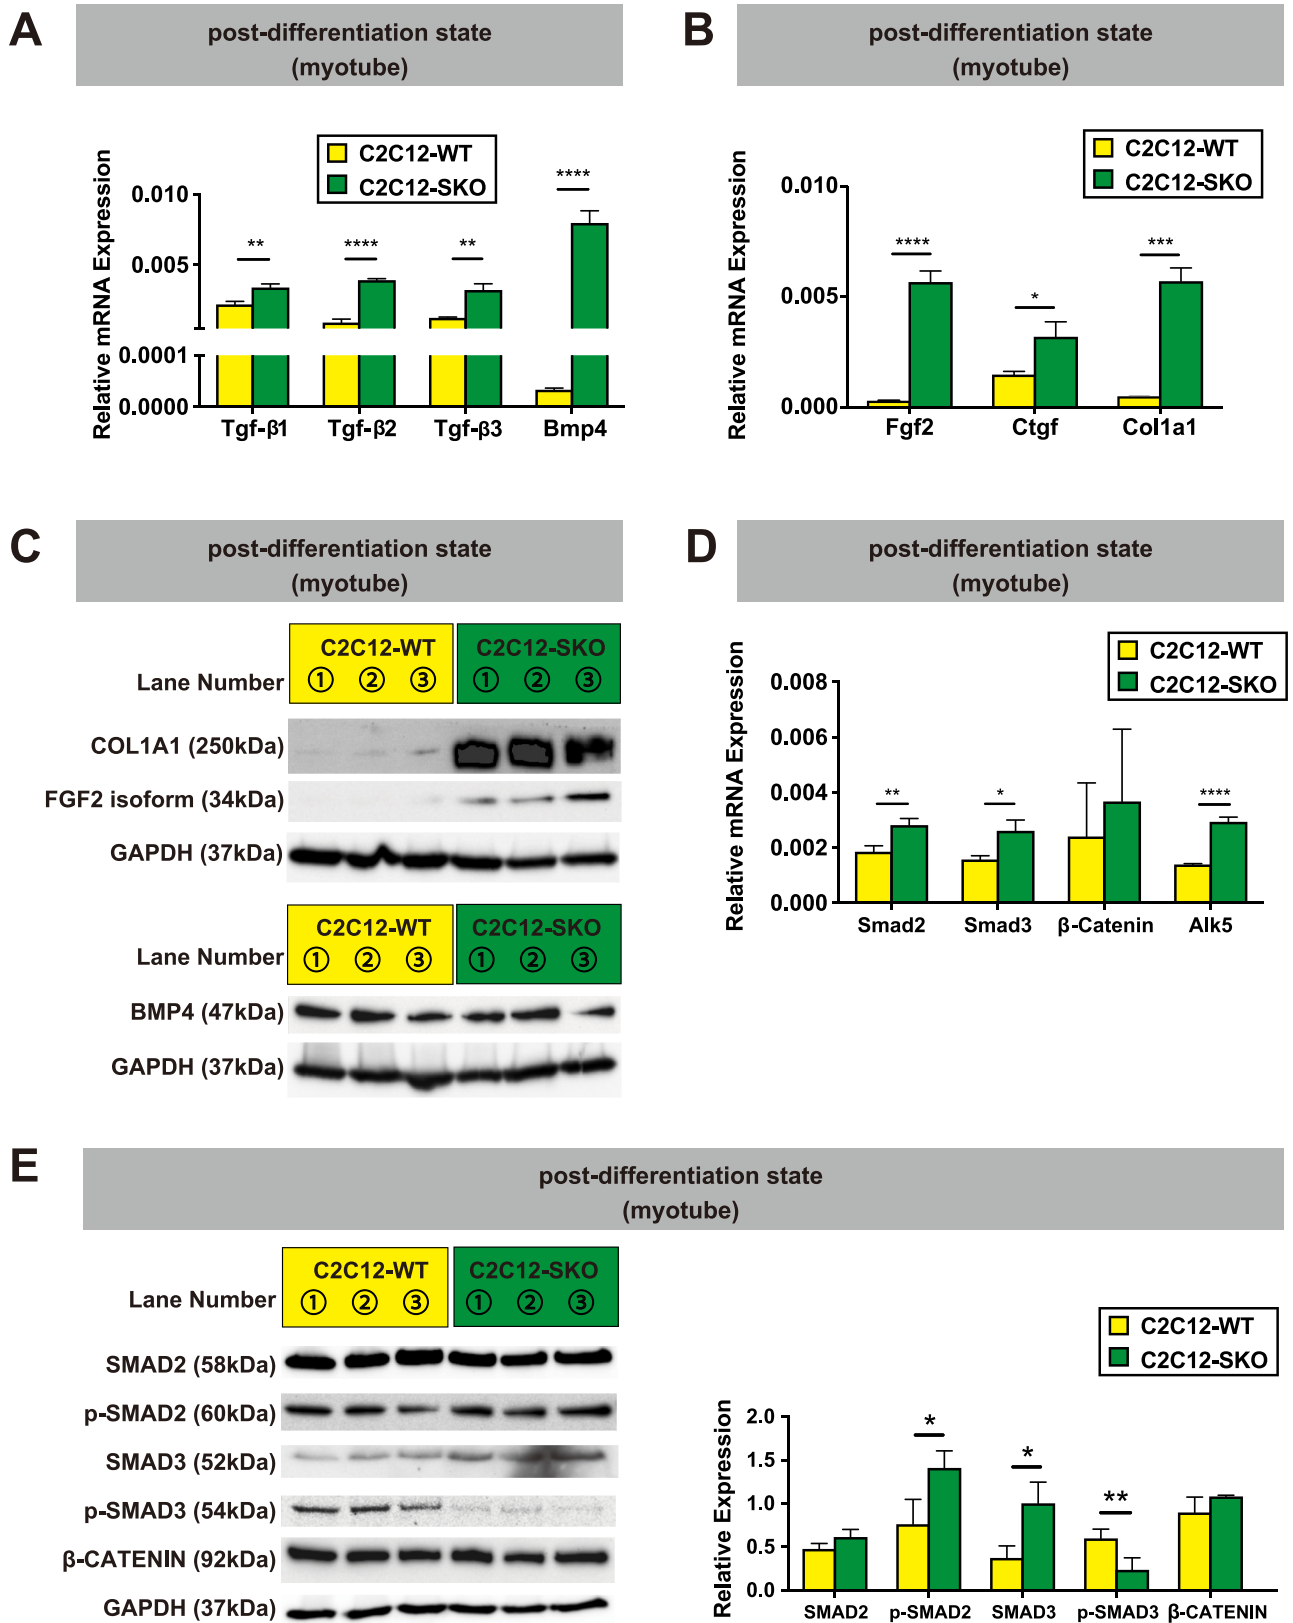 A
post-differentiation state
(myotube)
C2C12-WT
C2C12-SKO
Relative mRNA Expression
0.010
0.005
0.0001
0.0000
**
****
**
****
Tgf-β1
Tgf-β2
Tgf-β3
Bmp4
B
post-differentiation state
(myotube)
C2C12-WT
C2C12-SKO
Relative mRNA Expression
0.010
0.005
0.000
****
*
***
Fgf2
Ctgf
Col1a1
C
post-differentiation state
(myotube)
C2C12-WT C2C12-SKO
Lane Number ① ② ③ ① ② ③
COL1A1 (250kDa)
FGF2 isoform (34kDa)
GAPDH (37kDa)
C2C12-WT C2C12-SKO
Lane Number ① ② ③ ① ② ③
BMP4 (47kDa)
GAPDH (37kDa)
D
post-differentiation state
(myotube)
C2C12-WT
C2C12-SKO
Relative mRNA Expression
0.008
0.006
0.004
0.002
0.000
**
*
****
Smad2
Smad3
β-Catenin
Alk5
E
post-differentiation state
(myotube)
C2C12-WT C2C12-SKO
Lane Number ① ② ③ ① ② ③
SMAD2 (58kDa)
p-SMAD2 (60kDa)
SMAD3 (52kDa)
p-SMAD3 (54kDa)
β-CATENIN (92kDa)
GAPDH (37kDa)
C2C12-WT
C2C12-SKO
Relative Expression
2.0
1.5
1.0
0.5
0.0
*
*
**
SMAD2
p-SMAD2
SMAD3
p-SMAD3
β-CATENIN